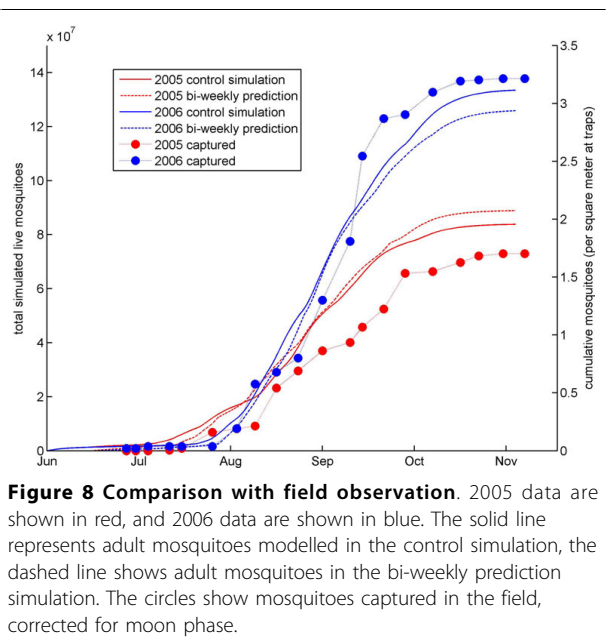 x 10⁷
14
12
10
8
6
4
2
0
total simulated live mosquitoes
2005 control simulation
2005 bi-weekly prediction
2006 control simulation
2006 bi-weekly prediction
2005 captured
2006 captured
3.5
3
2.5
2
1.5
1
0.5
0
cumulative mosquitoes (per square meter at traps)
Jun Jul Aug Sep Oct Nov
Figure 8 Comparison with field observation. 2005 data are
shown in red, and 2006 data are shown in blue. The solid line
represents adult mosquitoes modelled in the control simulation, the
dashed line shows adult mosquitoes in the bi-weekly prediction
simulation. The circles show mosquitoes captured in the field,
corrected for moon phase.